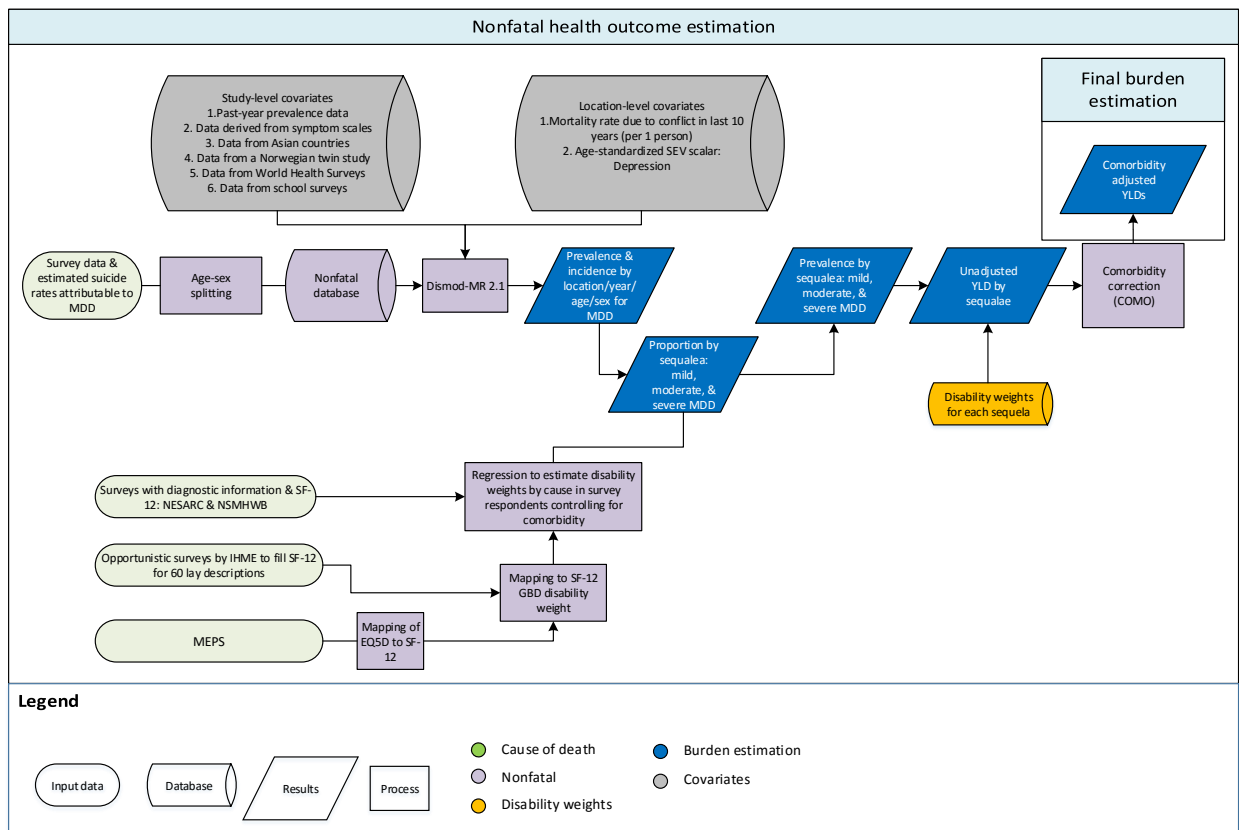 Nonfatal health outcome estimation
Study-level covariates
1.Past-year prevalence data
2. Data derived from symptom scales
3. Data from Asian countries
4. Data from a Norwegian twin study
5. Data from World Health Surveys
6. Data from school surveys
Location-level covariates
1.Mortality rate due to conflict in last 10
years (per 1 person)
2. Age-standardized SEV scalar:
Depression
Final burden
estimation
Comorbidity
adjusted
YLDs
Survey data &
estimated suicide
rates attributable to
MDD
Age-sex
splitting
Nonfatal
database
Dismod-MR 2.1
Prevalence &
incidence by
location/year/
age/sex for
MDD
Prevalence by
sequalea: mild,
moderate, &
severe MDD
Unadjusted
YLD by
sequalae
Comorbidity
correction
(COMO)
Proportion by
sequalea:
mild,
moderate, &
severe MDD
Disability weights
for each sequela
Surveys with diagnostic information & SF-
12: NESARC & NSMHWB
Regression to estimate disability
weights by cause in survey
respondents controlling for
comorbidity
Opportunistic surveys by IHME to fill SF-12
for 60 lay descriptions
Mapping to SF-12
GBD disability
weight
MEPS
Mapping of
EQ5D to SF-
12
Legend
Input data
Database
Results
Process
Cause of death
Nonfatal
Disability weights
Burden estimation
Covariates